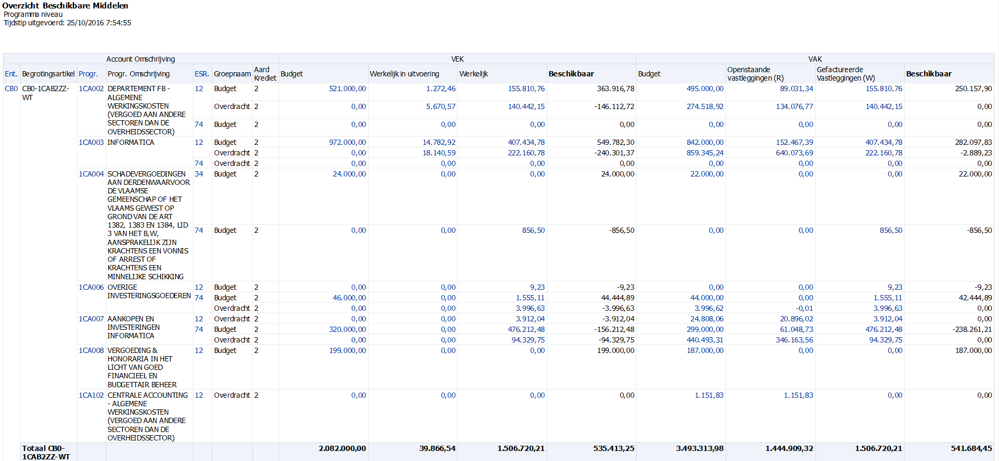 Overzicht Beschikbare Middelen
Programma niveau
Tijdstip uitgevoerd: 25/10/2016 7:54:55
Account Omschrijving VEK VAK
Ent. Begrotingsartikel Progr. Progr. Omschrijving ESR. Groepnaam Aard Krediet Budget Werkelijk in uitvoering Werkelijk Beschikbaar Budget Openstaande vastleggingen (R) Gefactureerde Vastleggingen (W) Beschikbaar
CB0 CB0-1CAB2ZZ- 1CA002 DEPARTEMENT FB - 12 Budget 2 521.000,00 1.272,46 155.810,76 363.916,78 495.000,00 89.031,34 155.810,76 250.157,90
WT ALGEMENE
WERKINGSKOSTEN Overdracht 2 0,00 5.670,57 140.442,15 -146.112,72 274.518,92 134.076,77 140.442,15 0,00
(VERGOED AAN ANDERE
SECTOREN DAN DE 74 Budget 2 0,00 0,00 0,00 0,00 0,00 0,00 0,00 0,00
OVERHEIDSSECTOR)
1CA003 INFORMATICA 12 Budget 2 972.000,00 14.782,92 407.434,78 549.782,30 842.000,00 152.467,39 407.434,78 282.097,83
Overdracht 2 0,00 18.140,59 222.160,78 -240.301,37 859.345,24 640.073,69 222.160,78 -2.889,23
74 Overdracht 2 0,00 0,00 0,00 0,00 0,00 0,00 0,00 0,00
1CA004 SCHADEVERGOEDINGEN 34 Budget 2 24.000,00 0,00 0,00 24.000,00 22.000,00 0,00 0,00 22.000,00
AAN DERDENWAARVOOR
DE VLAAMSE
GEMEENSCHAP OF HET
VLAAMS GEWEST OP
GROND VAN DE ART
1382, 1383 EN 1384, LID
3 VAN HET B,W, 74 Budget 2 0,00 0,00 856,50 -856,50 0,00 0,00 856,50 -856,50
AANSPRAKELIJK ZIJN
KRACHTENS EEN VONNIS
OF ARREST OF
KRACHTENS EEN
MINNELIJKE SCHIKKING
1CA006 OVERIGE 12 Budget 2 0,00 0,00 9,23 -9,23 0,00 0,00 9,23 -9,23
INVESTERINGSGOEDEREN 74 Budget 2 46.000,00 0,00 1.555,11 44.444,89 44.000,00 0,00 1.555,11 42.444,89
Overdracht 2 0,00 0,00 3.996,63 -3.996,63 3.996,62 -0,01 3.996,63 0,00
1CA007 AANKOPEN EN 12 Overdracht 2 0,00 0,00 3.912,04 -3.912,04 24.808,06 20.896,02 3.912,04 0,00
INVESTERINGEN 74 Budget 2 320.000,00 0,00 476.212,48 -156.212,48 299.000,00 61.048,73 476.212,48 -238.261,21
INFORMATICA Overdracht 2 0,00 0,00 94.329,75 -94.329,75 440.493,31 346.163,56 94.329,75 0,00
1CA008 VERGOEDING & 12 Budget 2 199.000,00 0,00 0,00 199.000,00 187.000,00 0,00 0,00 187.000,00
HONORARIA IN HET
LICHT VAN GOED
FINANCIEEL EN
BUDGETTAIR BEHEER
1CA102 CENTRALE ACCOUNTING 12 Overdracht 2 0,00 0,00 0,00 0,00 1.151,83 1.151,83 0,00 0,00
- ALGEMENE
WERKINGSKOSTEN
(VERGOED AAN ANDERE
SECTOREN DAN DE
OVERHEIDSSECTOR)
Totaal CB0- 2.082.000,00 39.866,54 1.506.720,21 535.413,25 3.493.313,98 1.444.909,32 1.506.720,21 541.684,45
1CAB2ZZ-WT